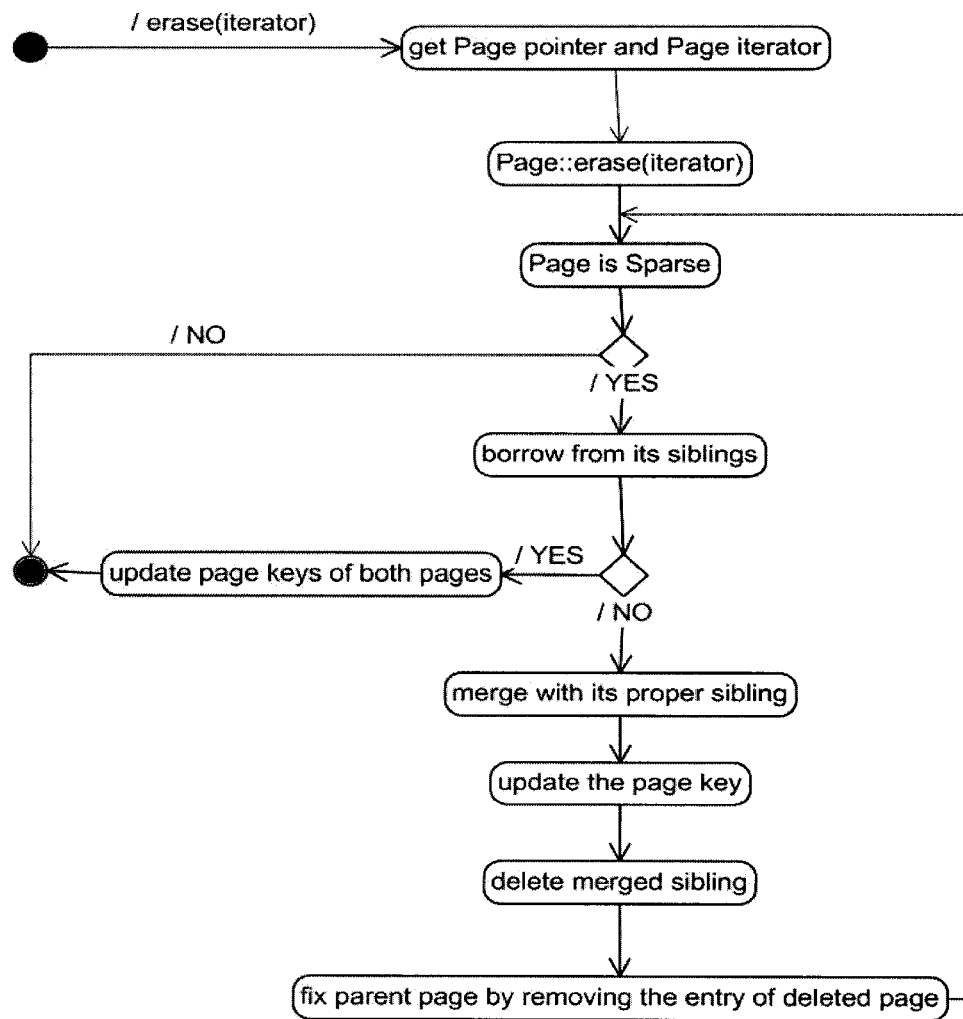 / erase(iterator)
get Page pointer and Page iterator
Page::erase(iterator)
Page is Sparse
/ NO
/ YES
borrow from its siblings
/ YES
update page keys of both pages
/ NO
merge with its proper sibling
update the page key
delete merged sibling
fix parent page by removing the entry of deleted page